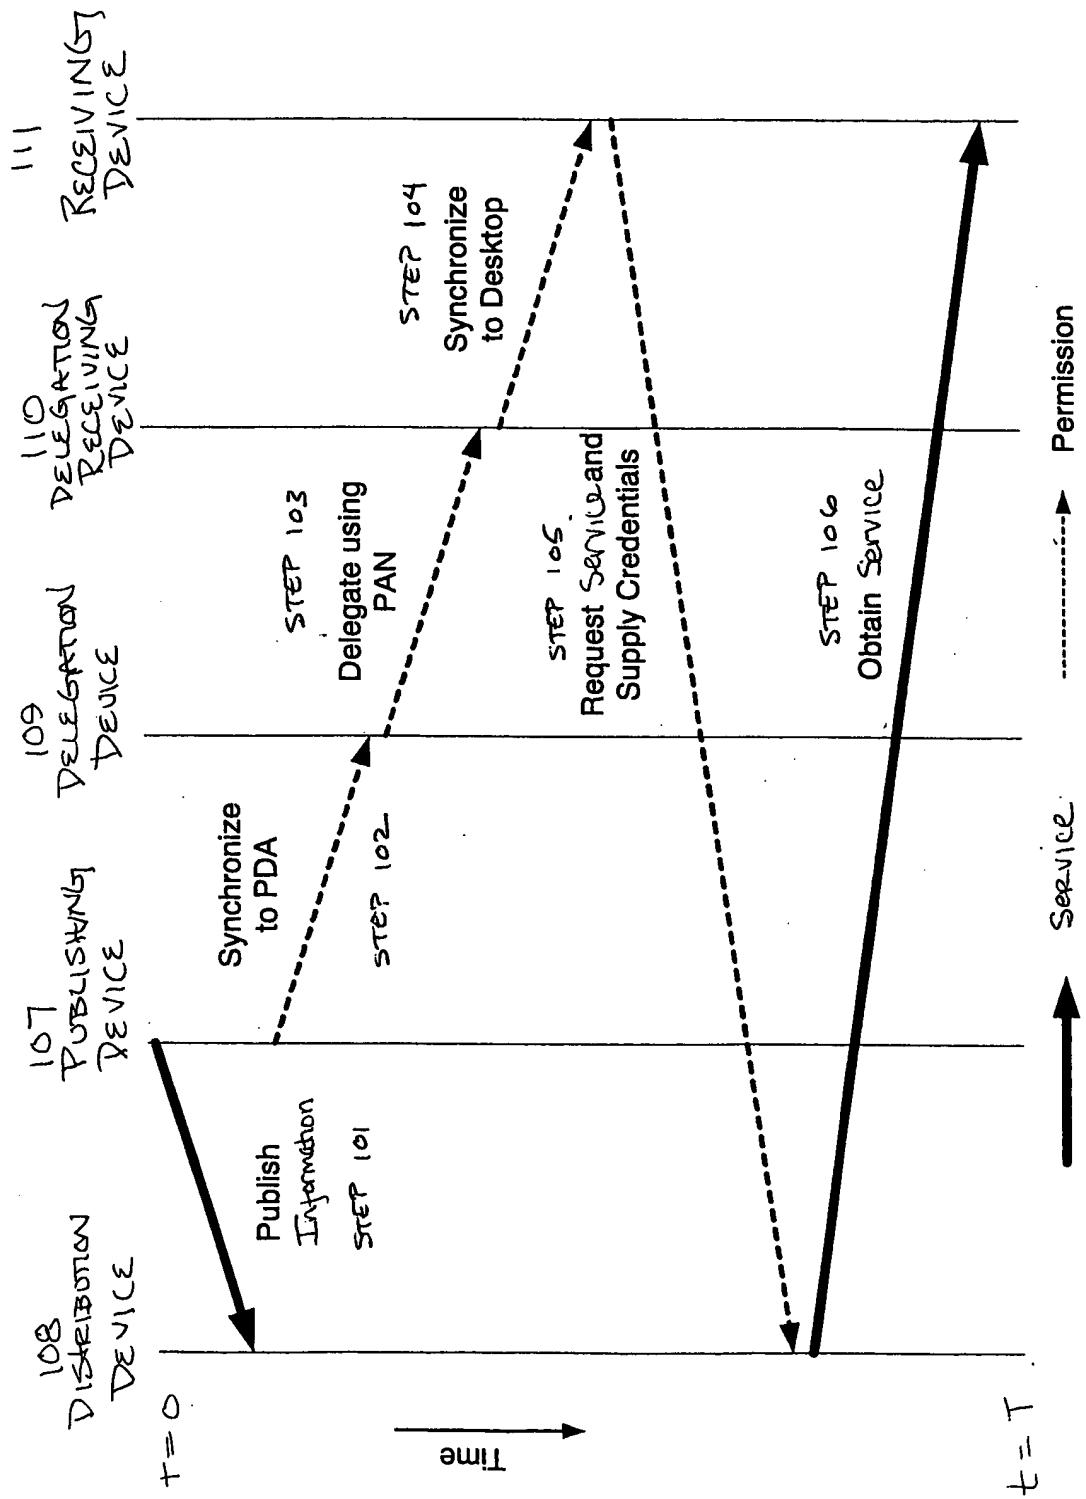 108
DISTRIBUTION
DEVICE
107
PUBLISHING
DEVICE
109
DELEGATION
DEVICE
110
DELEGATION
RECEIVING
DEVICE
111
RECEIVING
DEVICE
t=0
Time
t=T
Publish
Information
STEP 101
Synchronize
to PDA
STEP 102
STEP 103
Delegate using
PAN
STEP 104
Synchronize
to Desktop
STEP 105
Request Service and
Supply Credentials
STEP 106
Obtain Service
Service
Permission